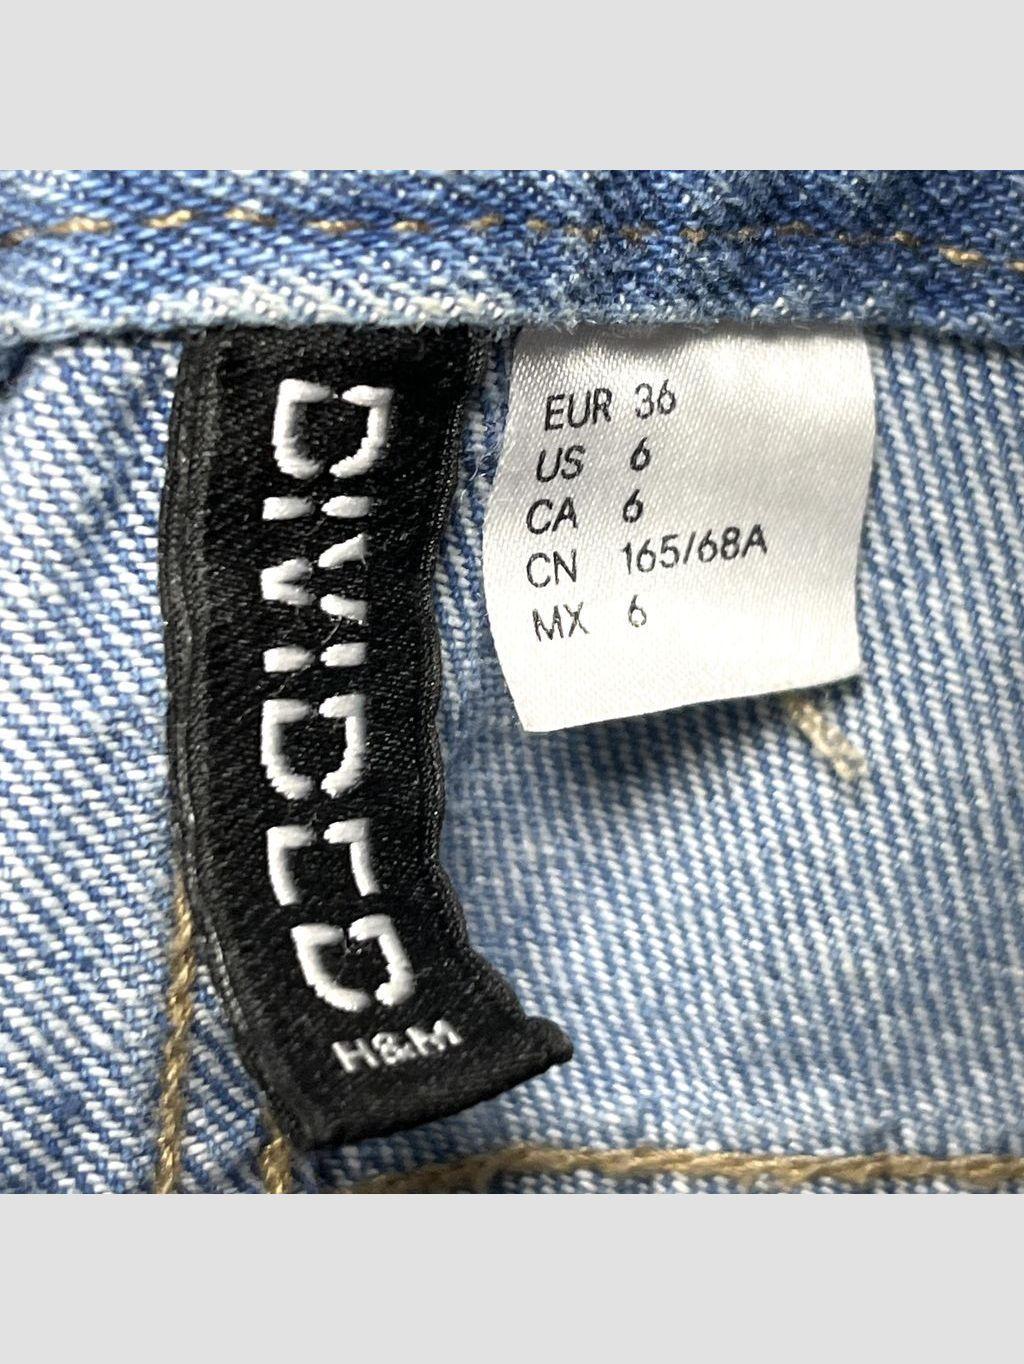 DIVIDED
H&M
EUR 36
US 6
CA 6
CN 165/68A
MX 6